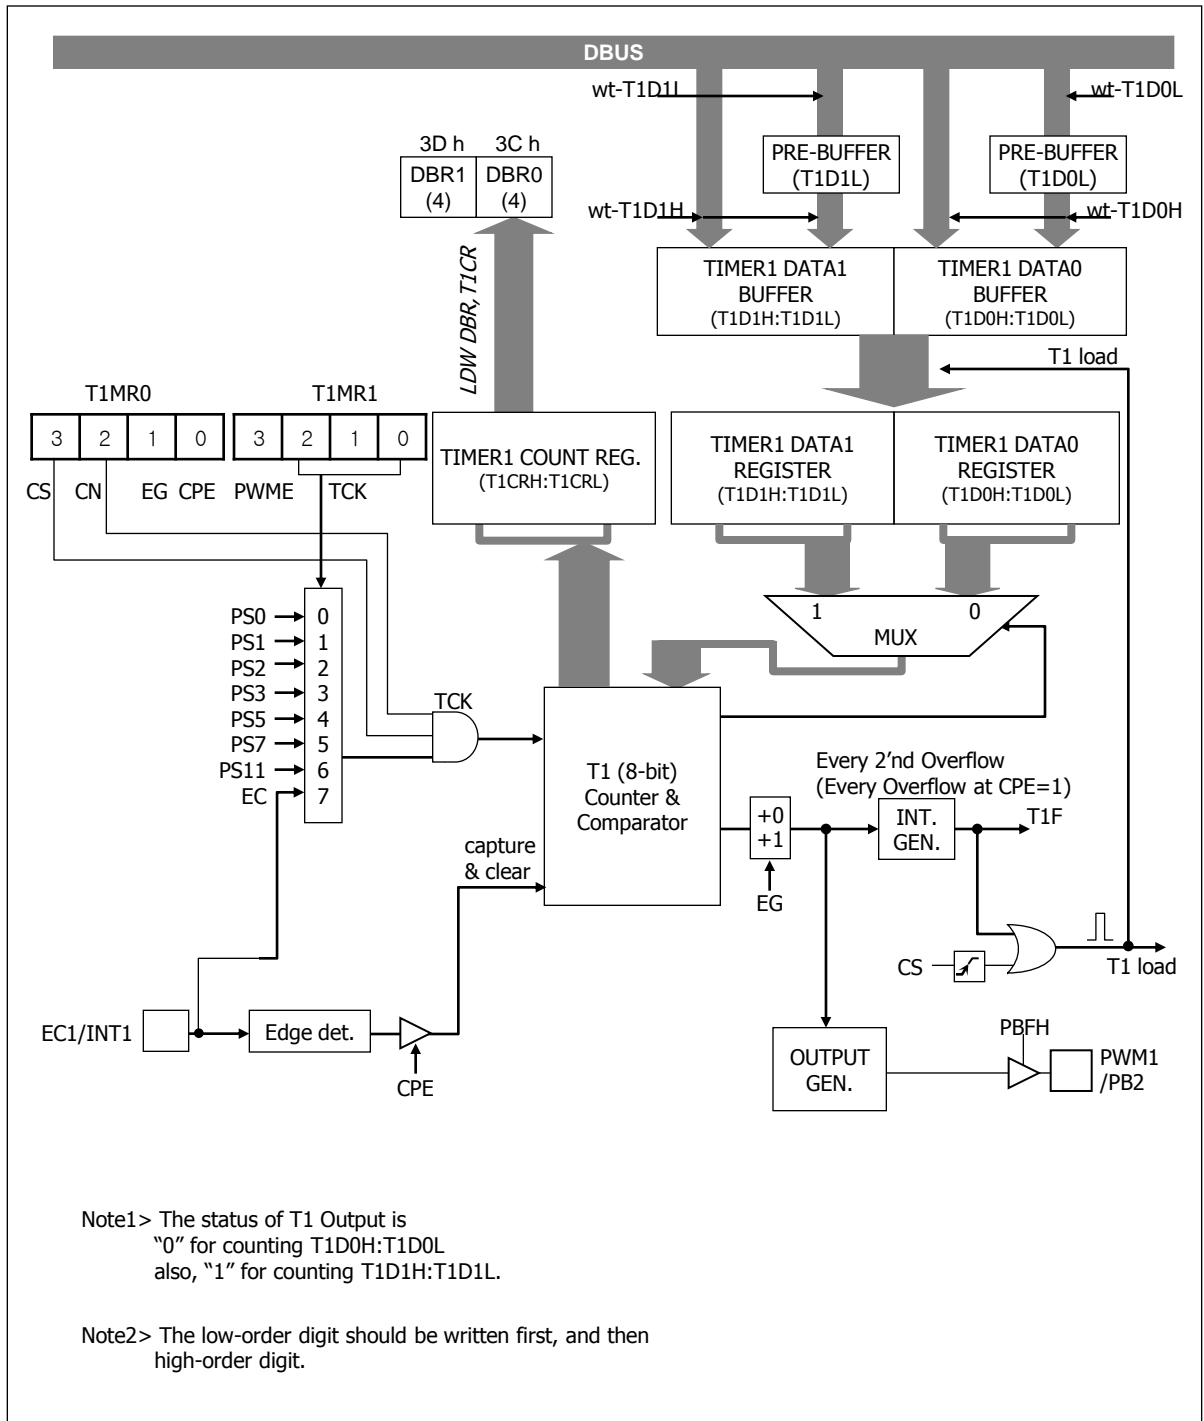 DBUS
wt-T1D1L
wt-T1D0L
3D h
3C h
DBR1
(4)
DBR0
(4)
PRE-BUFFER
(T1D1L)
PRE-BUFFER
(T1D0L)
wt-T1D1H
wt-T1D0H
LDW DBR,T1CR
TIMER1 DATA1
BUFFER
(T1D1H:T1D1L)
TIMER1 DATA0
BUFFER
(T1D0H:T1D0L)
T1 load
T1MR0
T1MR1
3 2 1 0
3 2 1 0
CS CN EG CPE
PWME TCK
TIMER1 COUNT REG.
(T1CRH:T1CRL)
TIMER1 DATA1
REGISTER
(T1D1H:T1D1L)
TIMER1 DATA0
REGISTER
(T1D0H:T1D0L)
1 0
MUX
PS0 0
PS1 1
PS2 2
PS3 3
PS5 4
PS7 5
PS11 6
EC 7
TCK
T1 (8-bit)
Counter &
Comparator
Every 2'nd Overflow
(Every Overflow at CPE=1)
+0
+1
EG
INT.
GEN.
T1F
capture
& clear
CS
T1 load
EC1/INT1
Edge det.
CPE
OUTPUT
GEN.
PBFH
PWM1
/PB2
Note1> The status of T1 Output is
“0” for counting T1D0H:T1D0L
also, “1” for counting T1D1H:T1D1L.
Note2> The low-order digit should be written first, and then
high-order digit.